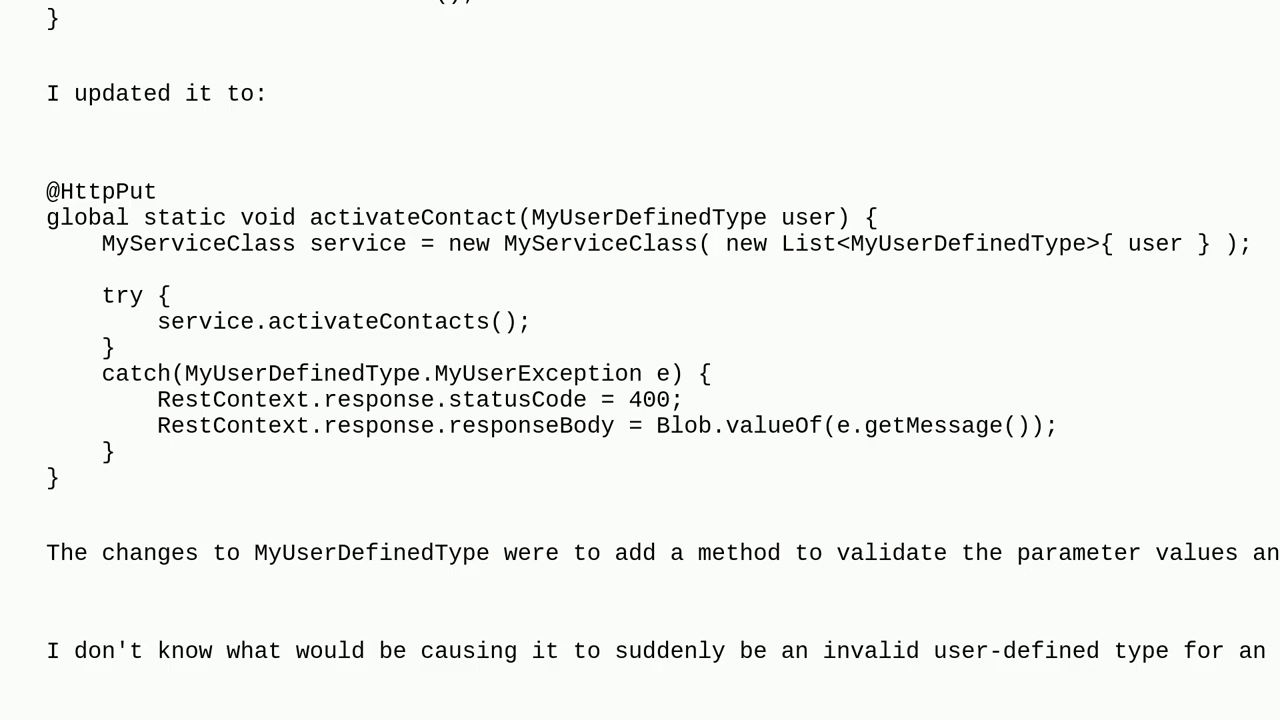 }
I updated it to:
@HttpPut
global static void activateContact(MyUserDefinedType user) {
    MyServiceClass service = new MyServiceClass( new List<MyUserDefinedType>{ user } );
    try {
        service.activateContacts();
    }
    catch(MyUserDefinedType.MyUserException e) {
        RestContext.response.statusCode = 400;
        RestContext.response.responseBody = Blob.valueOf(e.getMessage());
    }
}
The changes to MyUserDefinedType were to add a method to validate the parameter values an
I don't know what would be causing it to suddenly be an invalid user-defined type for an